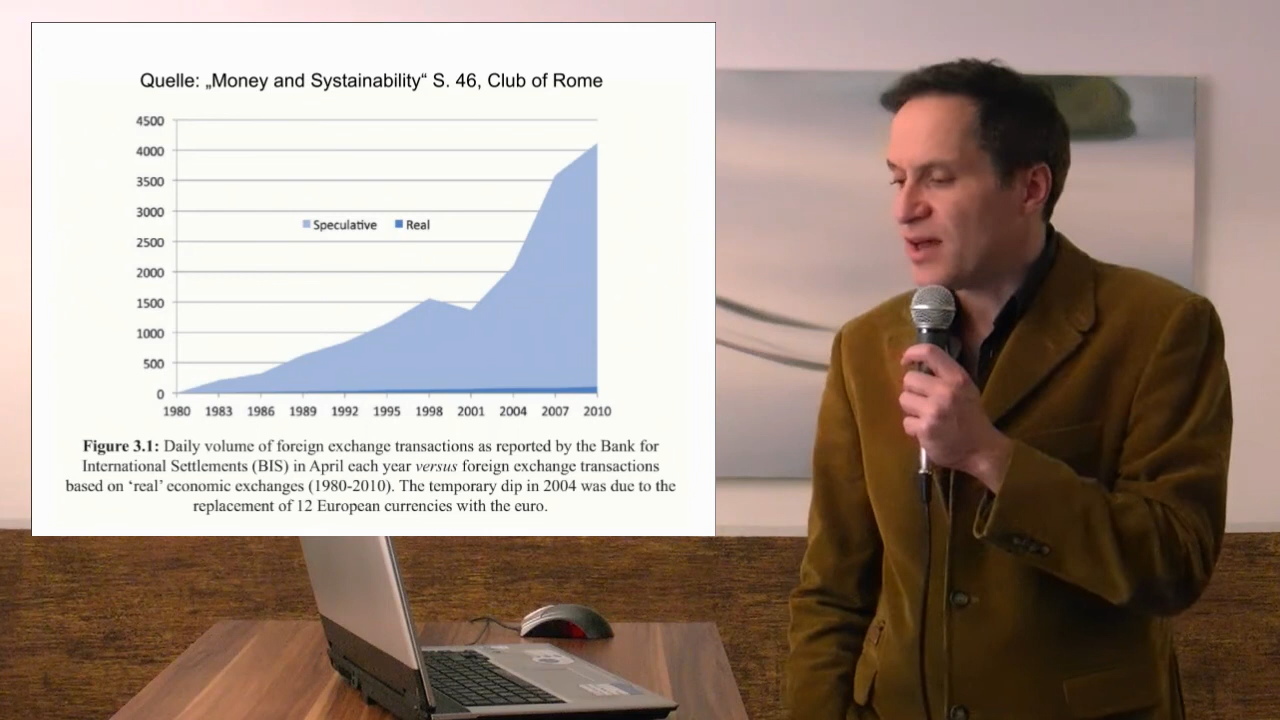 Quelle: „Money and Systainability“ S. 46, Club of Rome
4500
4000
3500
3000
Speculative Real
2500
2000
1500
1000
500
0
1980 1983 1986 1989 1992 1995 1998 2001 2004 2007 2010
Figure 3.1: Daily volume of foreign exchange transactions as reported by the Bank for
International Settlements (BIS) in April each year versus foreign exchange transactions
based on ‘real’ economic exchanges (1980-2010). The temporary dip in 2004 was due to the
replacement of 12 European currencies with the euro.